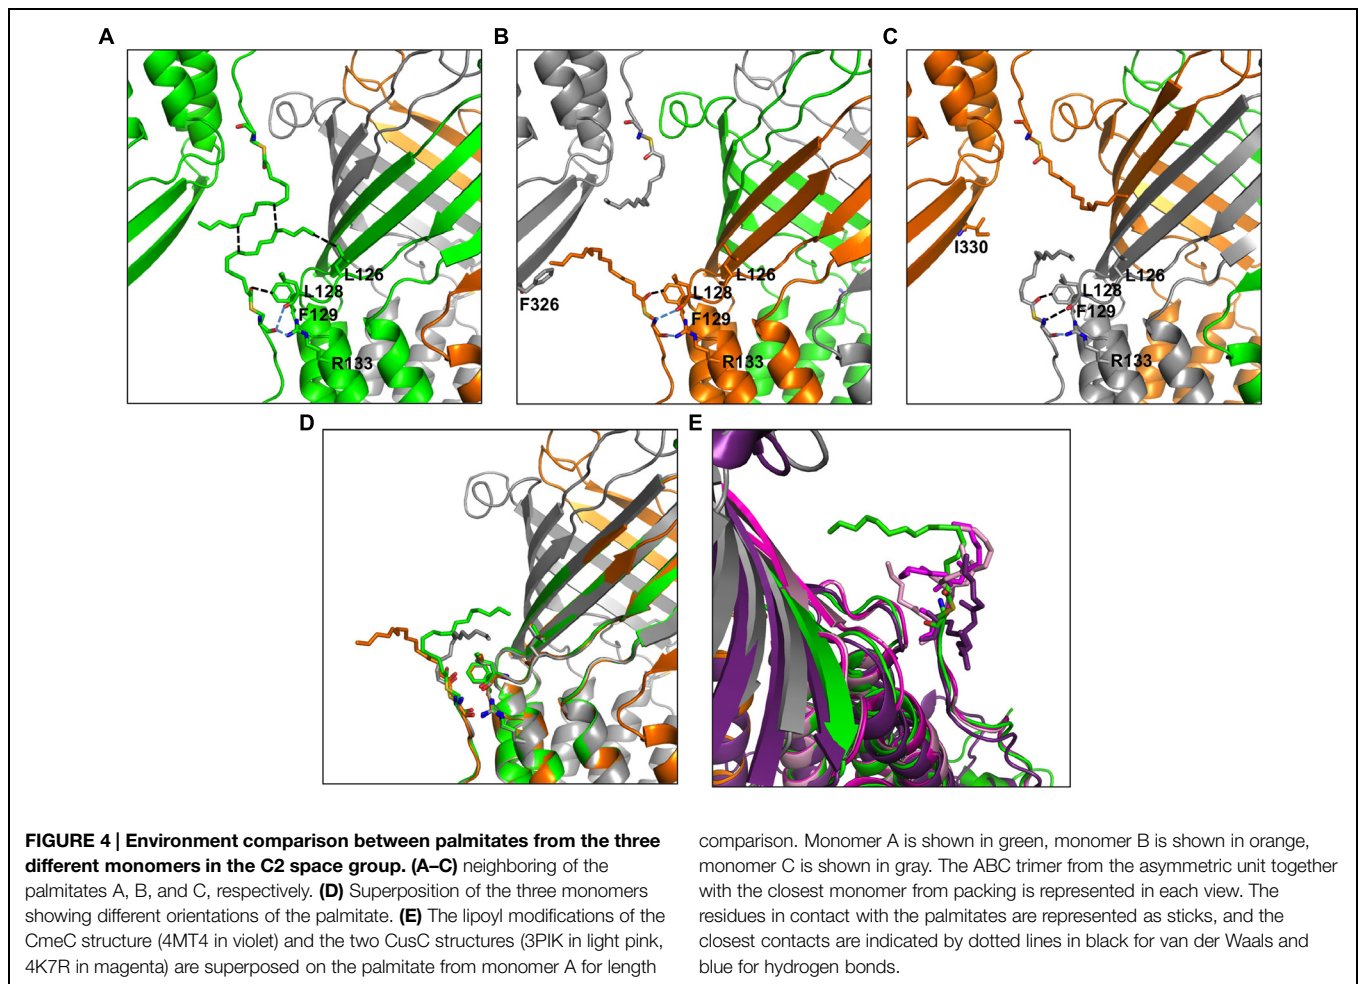 A
L126
L128
F129
R133
B
F326
L126
L128
F129
R133
C
I330
L126
L128
F129
R133
D
E
FIGURE 4 | Environment comparison between palmitates from the three
different monomers in the C2 space group. (A–C) neighboring of the
palmitates A, B, and C, respectively. (D) Superposition of the three monomers
showing different orientations of the palmitate. (E) The lipoyl modifications of the
CmeC structure (4MT4 in violet) and the two CusC structures (3PIK in light pink,
4K7R in magenta) are superposed on the palmitate from monomer A for length
comparison. Monomer A is shown in green, monomer B is shown in orange,
monomer C is shown in gray. The ABC trimer from the asymmetric unit together
with the closest monomer from packing is represented in each view. The
residues in contact with the palmitates are represented as sticks, and the
closest contacts are indicated by dotted lines in black for van der Waals and
blue for hydrogen bonds.